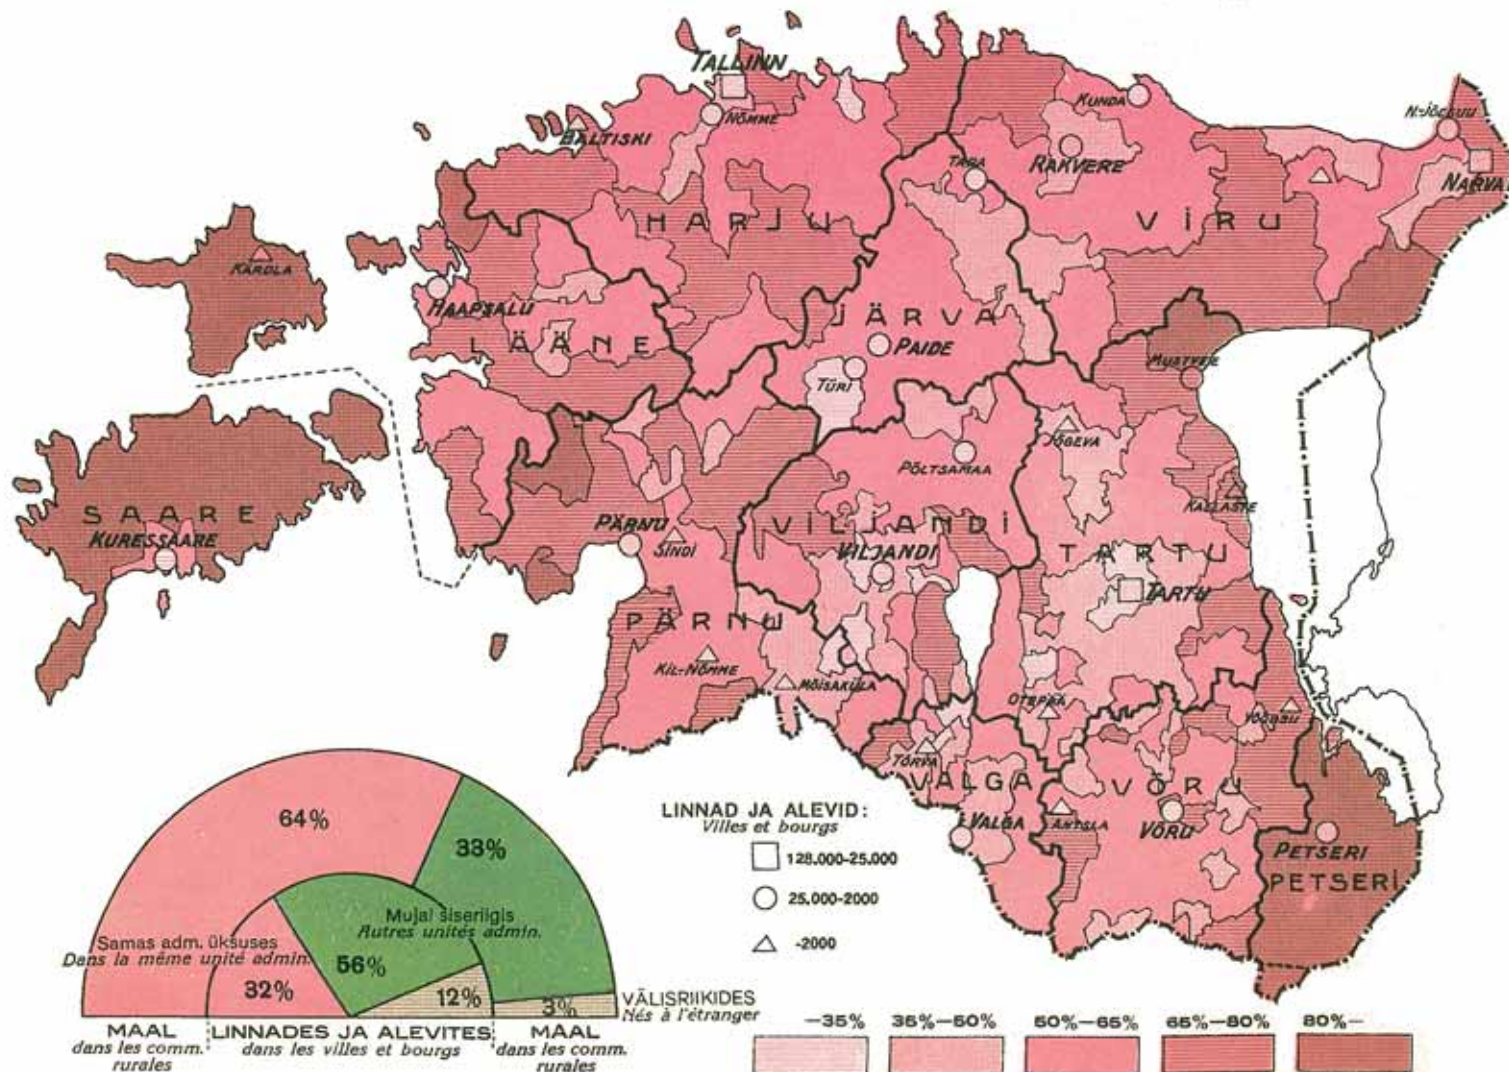 TALLINN
NÕMME
BALTISKI
KUNDA
RAKVERE
TAPA
N.-JÕESUU
NARVA
HARJU
VIRU
KÄRDLA
HAAPSALU
LÄÄNE
JÄRVA
PAIDE
TÜRI
MUSTVEE
JÕGEVA
PÕLTSAMAA
KALLASTE
SAARE
KURESSAARE
PÄRNU
SINDI
VILJANDI
VILJANDI
TARTU
TARTU
PÄRNU
KIL-NÕMME
MÕISAKÜLA
OTEPÄÄ
VÕÕBSU
TÕRVA
VALGA
VÕRU
VALGA
ANTSLA
VÕRU
PETSERI
PETSERI
64%
33%
Samas adm. üksuses
Dans la même unité admin.
Mujal siseriigis
Autres unités admin.
56%
32%
12%
3%
VÄLISRIIKIDES
Nés à l'étranger
MAAL
dans les comm.
rurales
LINNADES JA ALEVITES
dans les villes et bourgs
MAAL
dans les comm.
rurales
LINNAD JA ALEVID:
Villes et bourgs
128.000-25.000
25.000-2000
-2000
—35%
35%—50%
50%—65%
65%—80%
80%—